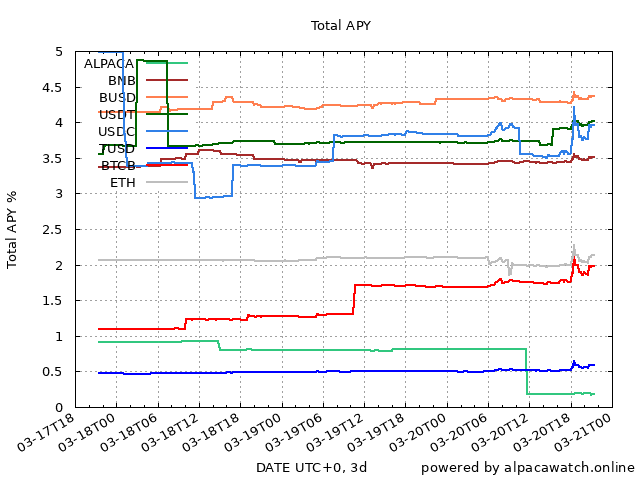 Total APY
Total APY %
5
4.5
4
3.5
3
2.5
2
1.5
1
0.5
0
ALPACA
BNB
BUSD
USDT
USDC
TUSD
BTCB
ETH
03-17T18
03-18T00
03-18T06
03-18T12
03-18T18
03-19T00
03-19T06
03-19T12
03-19T18
03-20T00
03-20T06
03-20T12
03-20T18
03-21T00
DATE UTC+0, 3d
powered by alpacawatch.online